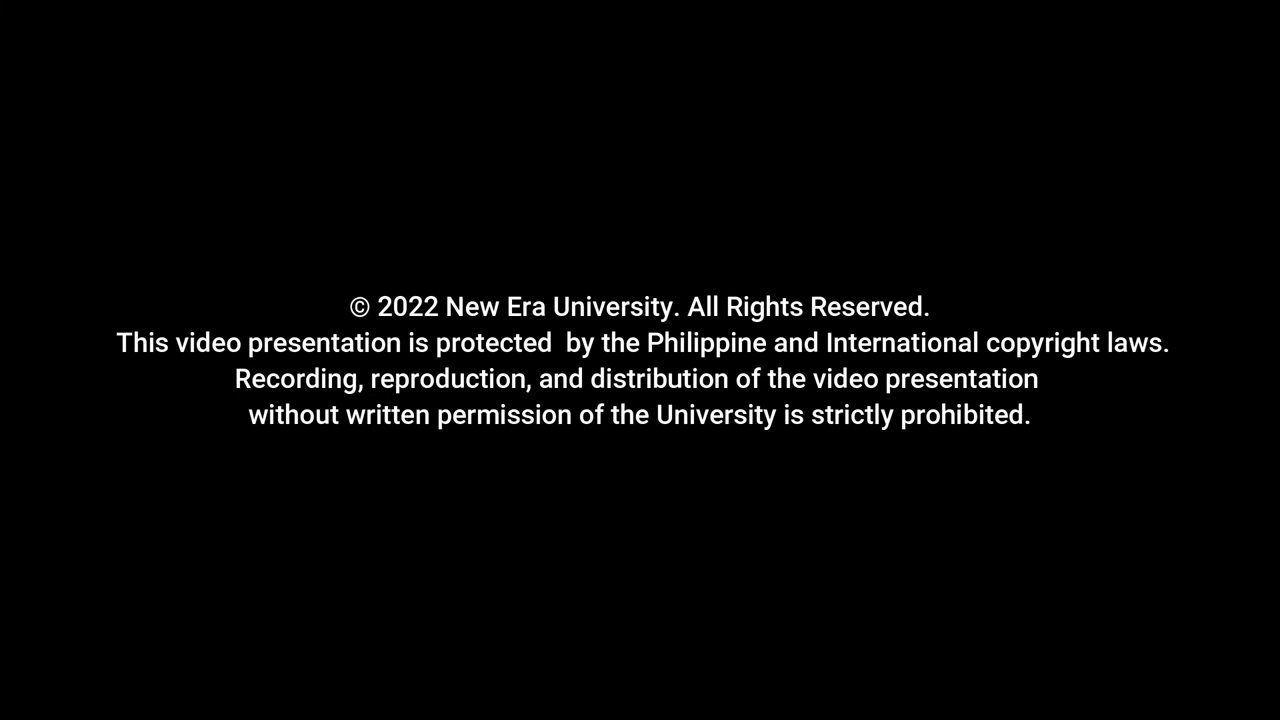 © 2022 New Era University. All Rights Reserved.
This video presentation is protected  by the Philippine and International copyright laws.
Recording, reproduction, and distribution of the video presentation
without written permission of the University is strictly prohibited.